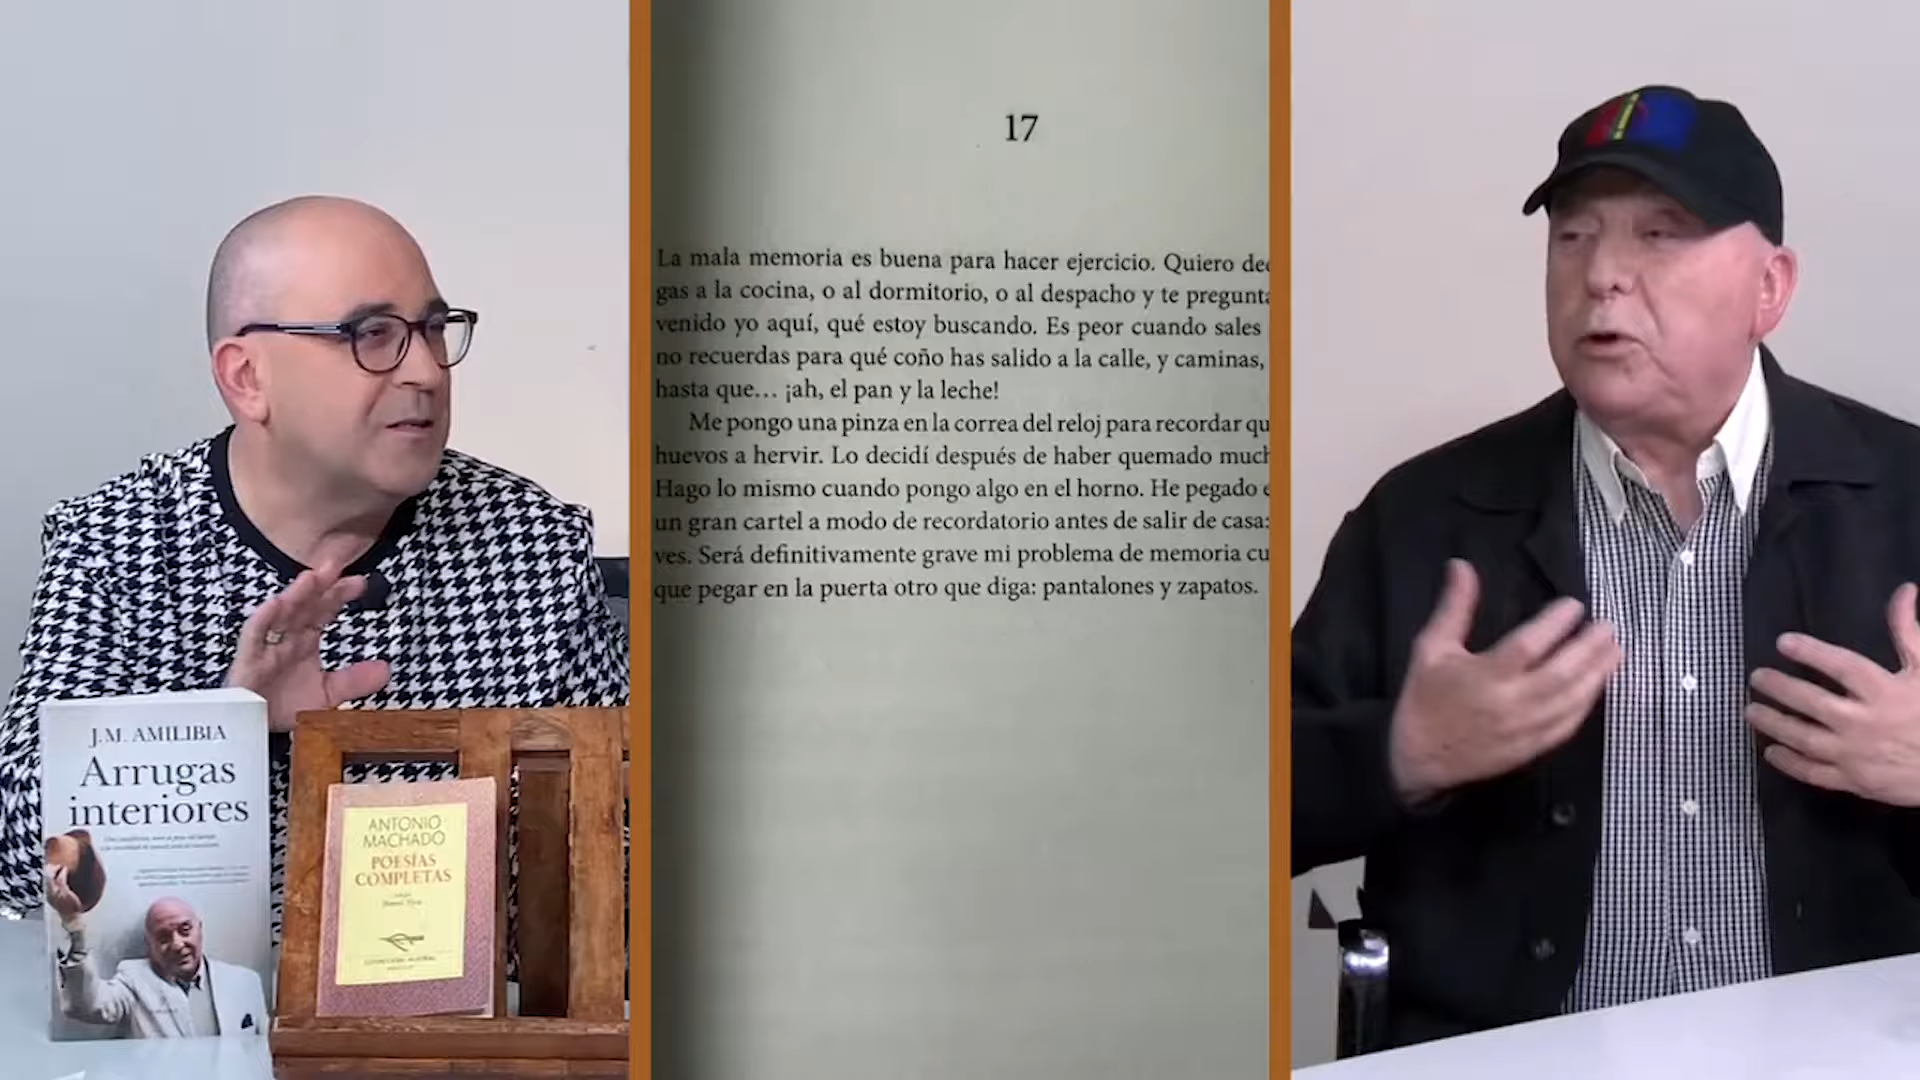 J.M. AMILIBIA
Arrugas
interiores
ANTONIO
MACHADO
POESÍAS
COMPLETAS
17
La mala memoria es buena para hacer ejercicio. Quiero dec
gas a la cocina, o al dormitorio, o al despacho y te pregunta
venido yo aquí, qué estoy buscando. Es peor cuando sales
no recuerdas para qué coño has salido a la calle, y caminas,
hasta que… ¡ah, el pan y la leche!
Me pongo una pinza en la correa del reloj para recordar qu
huevos a hervir. Lo decidí después de haber quemado much
Hago lo mismo cuando pongo algo en el horno. He pegado e
un gran cartel a modo de recordatorio antes de salir de casa:
ves. Será definitivamente grave mi problema de memoria cu
que pegar en la puerta otro que diga: pantalones y zapatos.